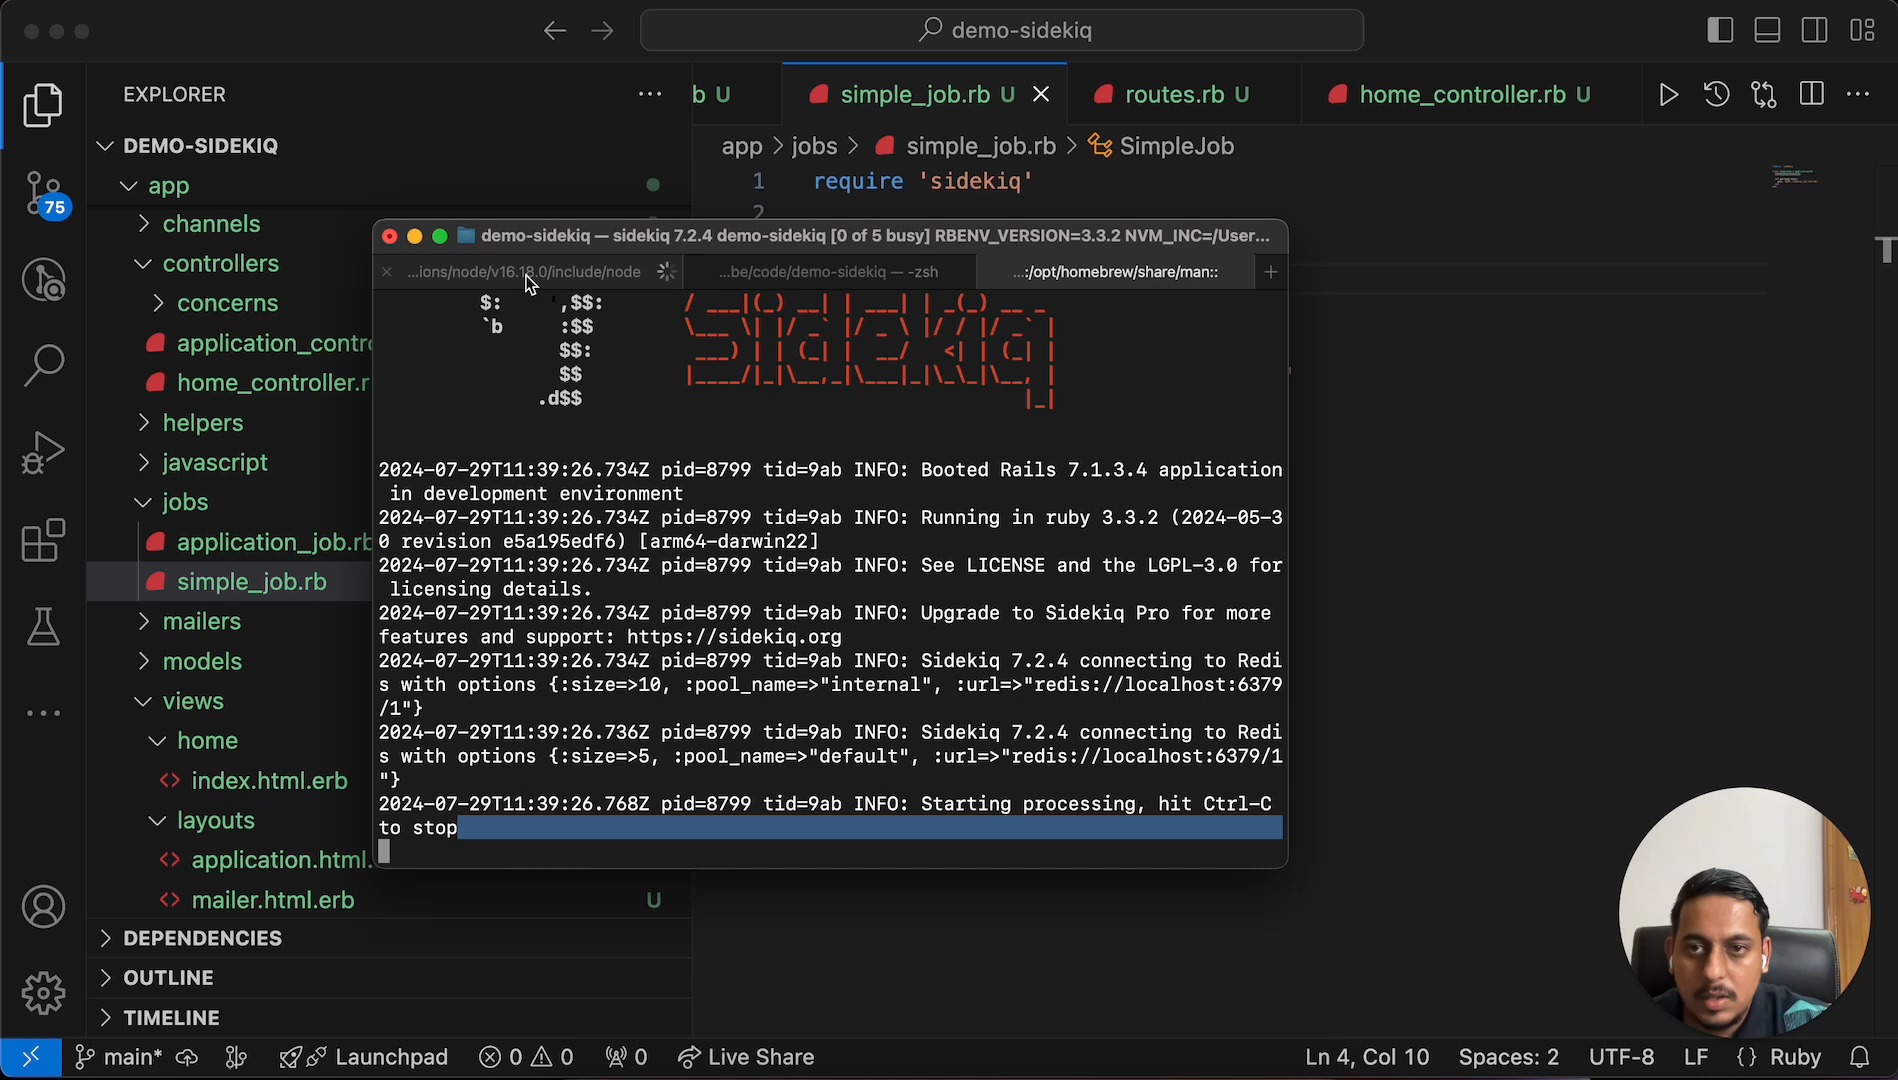 demo-sidekiq
EXPLORER
b U
simple_job.rb U
routes.rb U
home_controller.rb U
DEMO-SIDEKIQ
app > jobs > simple_job.rb > SimpleJob
app
1 require 'sidekiq'
2
75
channels
controllers
concerns
application_contro
home_controller.r
helpers
javascript
jobs
application_job.rb
simple_job.rb
mailers
models
views
home
index.html.erb
layouts
application.html.
mailer.html.erb U
DEPENDENCIES
OUTLINE
TIMELINE
demo-sidekiq — sidekiq 7.2.4 demo-sidekiq [0 of 5 busy] RBENV_VERSION=3.3.2 NVM_INC=/User...
...ions/node/v16.18.0/include/node
...be/code/demo-sidekiq — -zsh
...:/opt/homebrew/share/man::
$: ',$$:
`b :$$
$$:
$$
.d$$
sidekiq
2024-07-29T11:39:26.734Z pid=8799 tid=9ab INFO: Booted Rails 7.1.3.4 application
in development environment
2024-07-29T11:39:26.734Z pid=8799 tid=9ab INFO: Running in ruby 3.3.2 (2024-05-3
0 revision e5a195edf6) [arm64-darwin22]
2024-07-29T11:39:26.734Z pid=8799 tid=9ab INFO: See LICENSE and the LGPL-3.0 for
licensing details.
2024-07-29T11:39:26.734Z pid=8799 tid=9ab INFO: Upgrade to Sidekiq Pro for more
features and support: https://sidekiq.org
2024-07-29T11:39:26.734Z pid=8799 tid=9ab INFO: Sidekiq 7.2.4 connecting to Redi
s with options {:size=>10, :pool_name=>"internal", :url=>"redis://localhost:6379
/1"}
2024-07-29T11:39:26.736Z pid=8799 tid=9ab INFO: Sidekiq 7.2.4 connecting to Redi
s with options {:size=>5, :pool_name=>"default", :url=>"redis://localhost:6379/1
"}
2024-07-29T11:39:26.768Z pid=8799 tid=9ab INFO: Starting processing, hit Ctrl-C
to stop
main* Launchpad 0 0 0 Live Share Ln 4, Col 10 Spaces: 2 UTF-8 LF {} Ruby